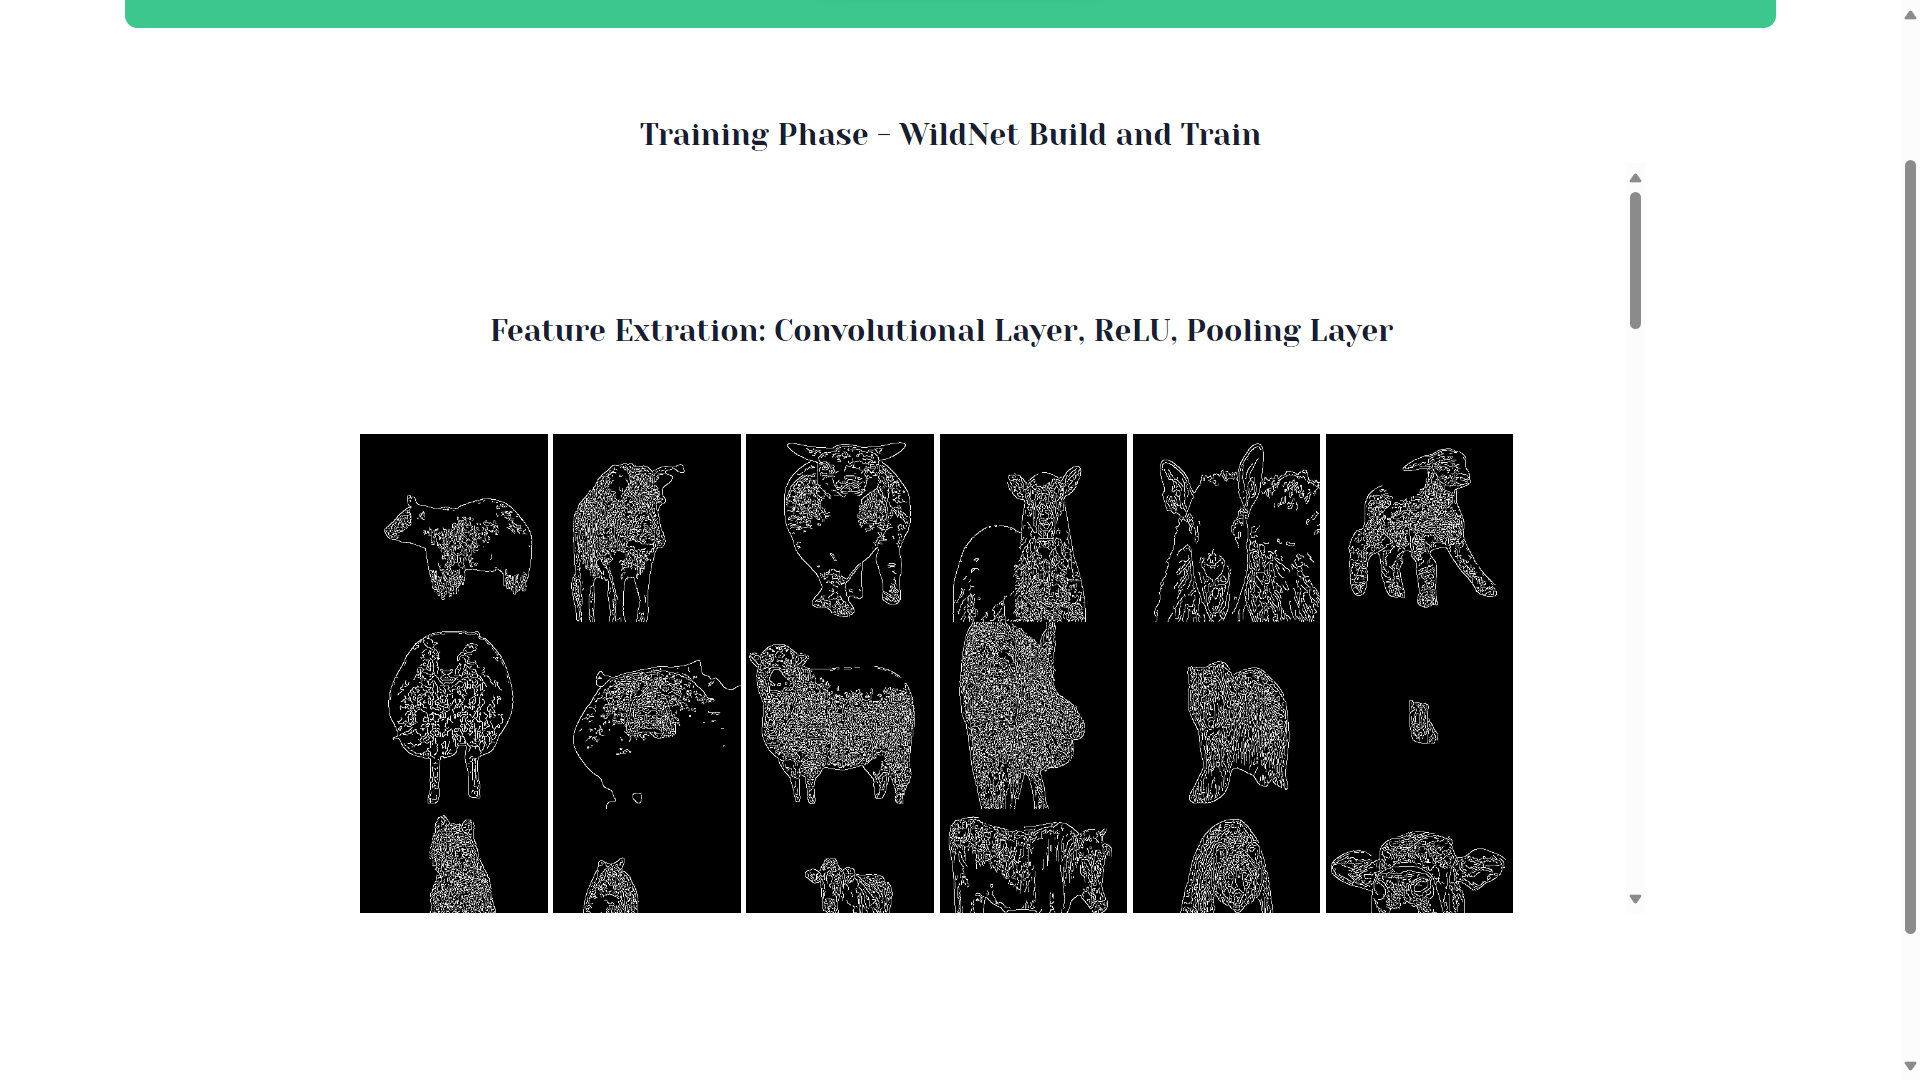 Training Phase - WildNet Build and Train
Feature Extration: Convolutional Layer, ReLU, Pooling Layer